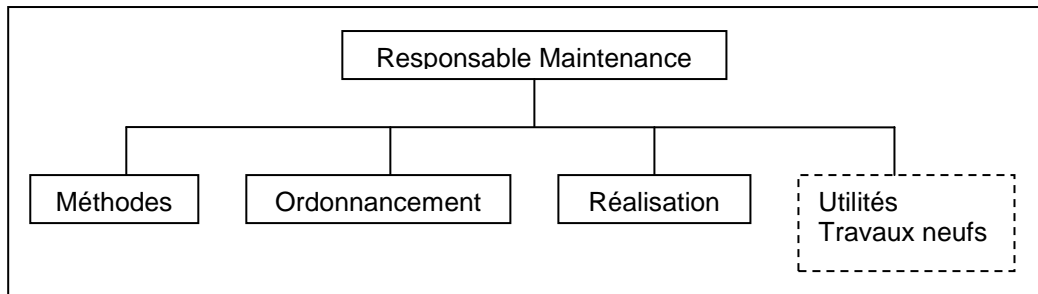 Responsable Maintenance
Méthodes
Ordonnancement
Réalisation
Utilités
Travaux neufs